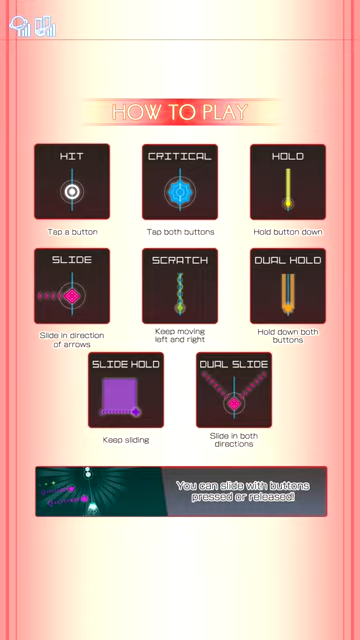 HOW TO PLAY
HIT
CRITICAL
HOLD
Tap a button
Tap both buttons
Hold button down
SLIDE
SCRATCH
DUAL HOLD
Slide in direction
of arrows
Keep moving
left and right
Hold down both
buttons
SLIDE HOLD
DUAL SLIDE
Keep sliding
Slide in both
directions
You can slide with buttons
pressed or released!